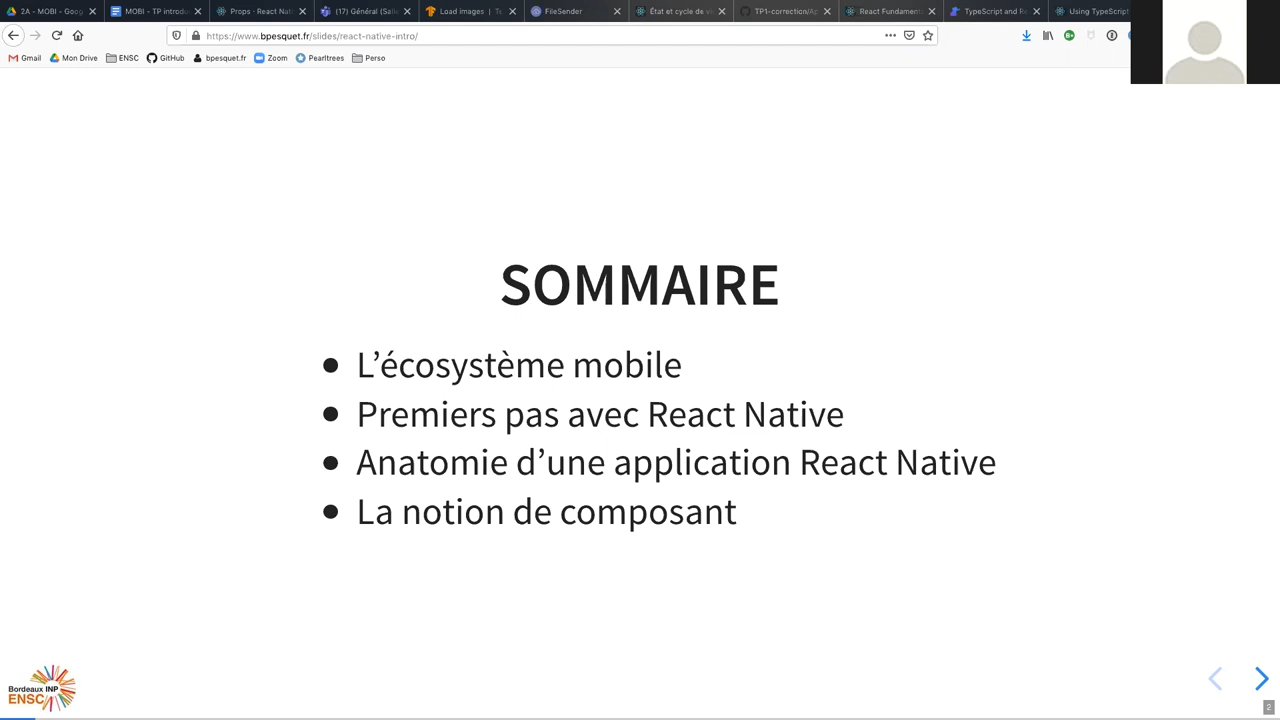 2A - MOBI - Goog
MOBI - TP introdu
Props · React Nati
(17) Général (Salle
Load images | Te
FileSender
État et cycle de vi
TP1-correction/Ap
React Fundament
TypeScript and Re
Using TypeScript
https://www.bpesquet.fr/slides/react-native-intro/
Gmail
Mon Drive
ENSC
GitHub
bpesquet.fr
Zoom
Pearltrees
Perso
SOMMAIRE
• L’écosystème mobile
• Premiers pas avec React Native
• Anatomie d’une application React Native
• La notion de composant
Bordeaux INP
ENSC
2